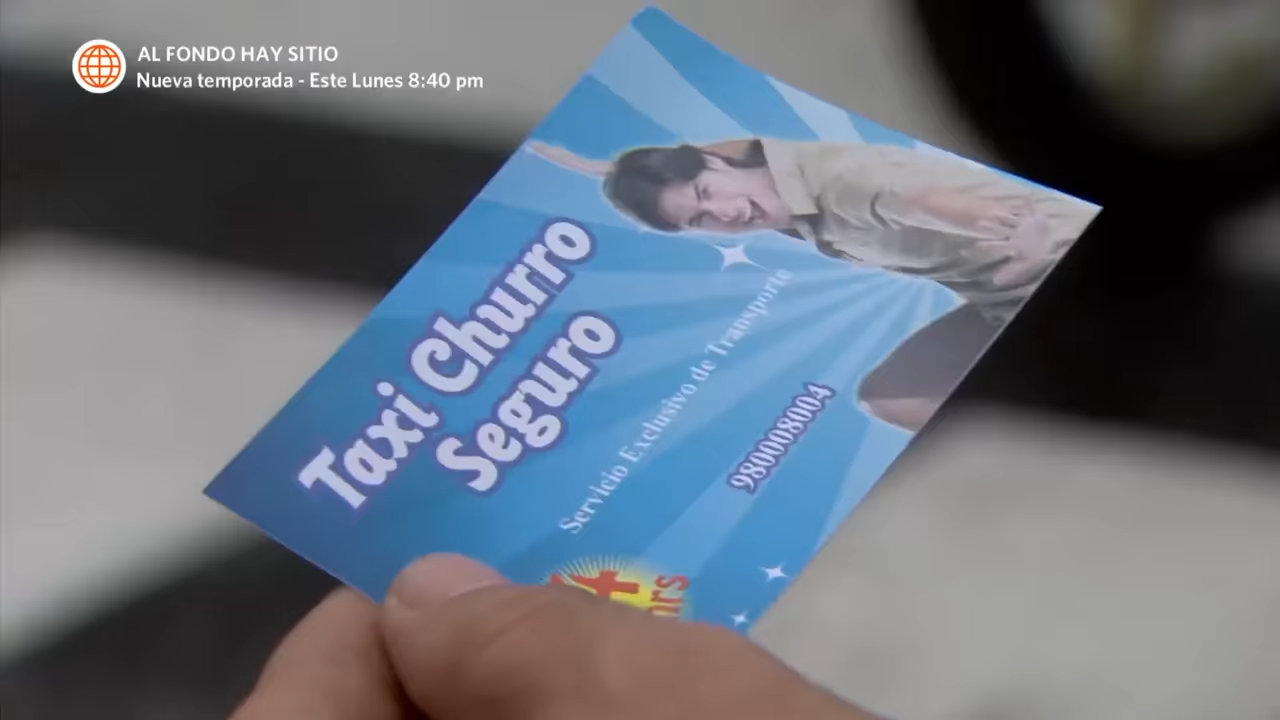 AL FONDO HAY SITIO
Nueva temporada - Este Lunes 8:40 pm
Taxi Churro
Seguro
Servicio Exclusivo de Transporte
980008004